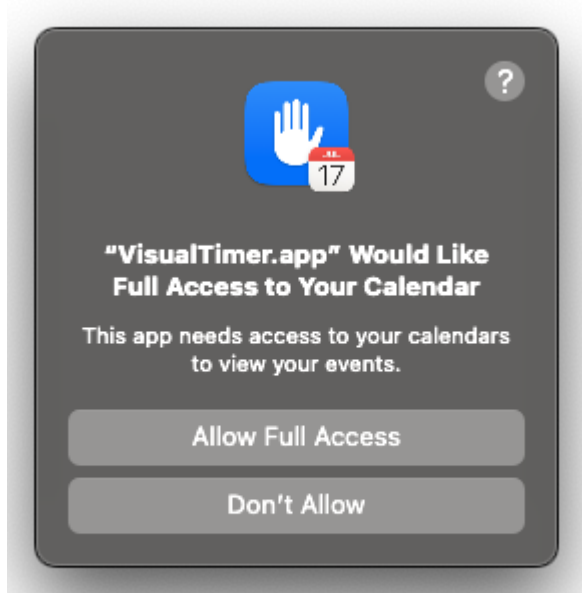 ?
JUL
17
“VisualTimer.app” Would Like
Full Access to Your Calendar
This app needs access to your calendars
to view your events.
Allow Full Access
Don’t Allow